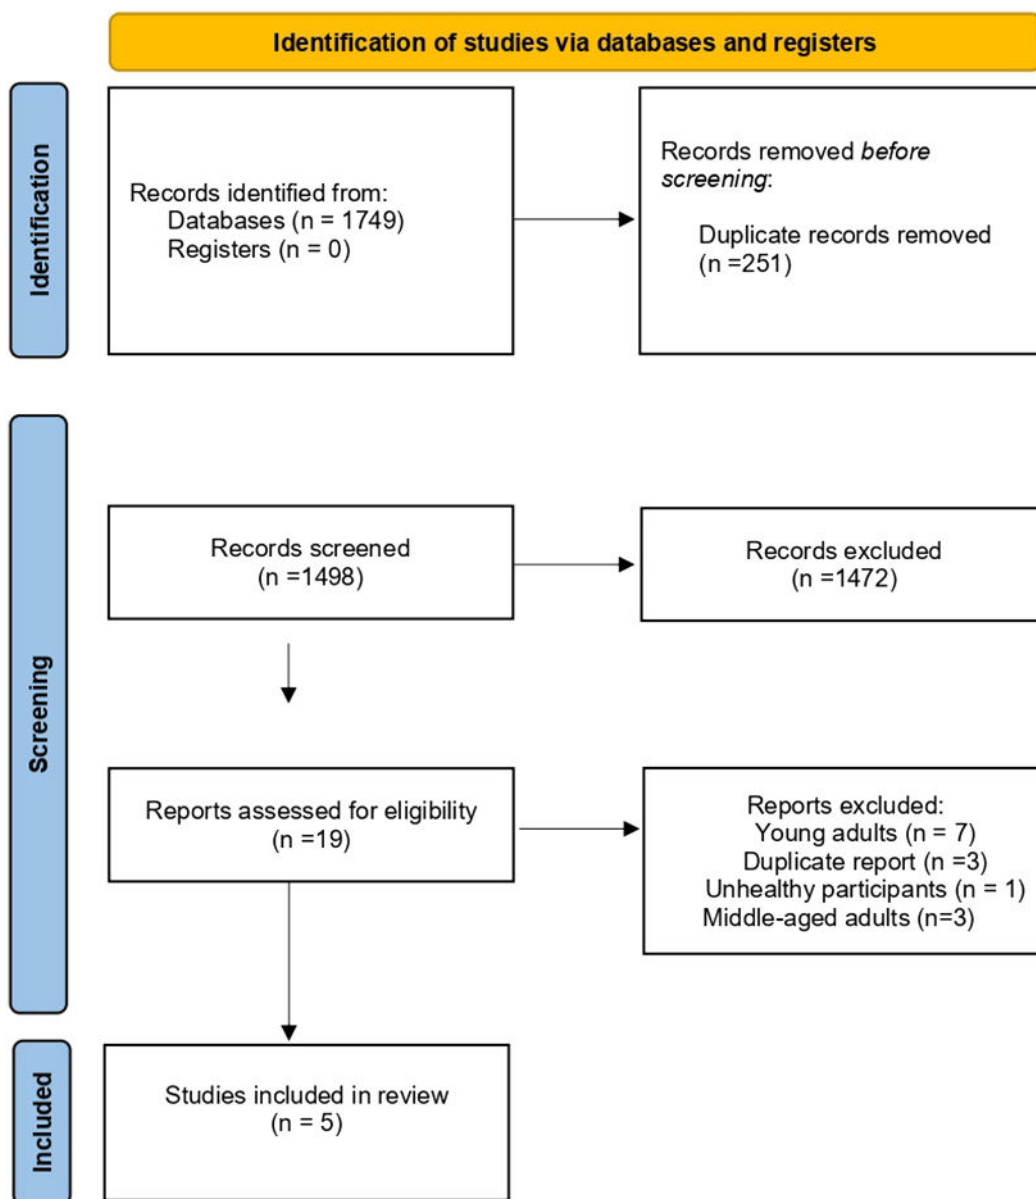 Identification of studies via databases and registers
Identification
Records identified from:
Databases (n = 1749)
Registers (n = 0)
Records removed before
screening:
Duplicate records removed
(n =251)
Screening
Records screened
(n =1498)
Records excluded
(n =1472)
Reports assessed for eligibility
(n =19)
Reports excluded:
Young adults (n = 7)
Duplicate report (n =3)
Unhealthy participants (n = 1)
Middle-aged adults (n=3)
Included
Studies included in review
(n = 5)